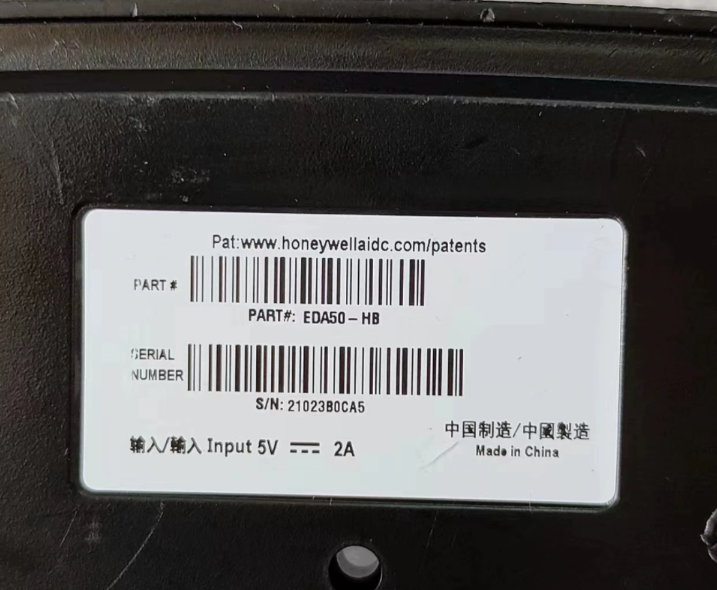 Pat:www.honeywellaidc.com/patents
PART #
PART#: EDA50-HB
SERIAL
NUMBER
S/N: 21023B0CA5
输入/輸入 Input 5V ⎓ 2A
中国制造/中國製造
Made in China